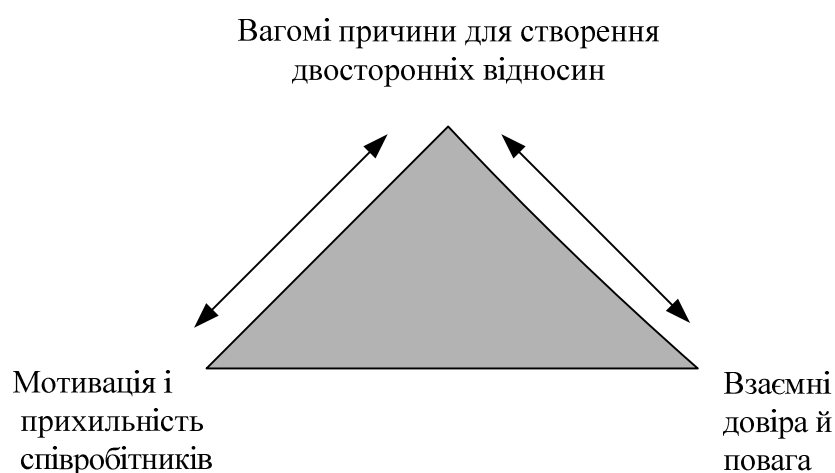 Вагомі причини для створення
двосторонніх відносин
Мотивація і
прихильність
співробітників
Взаємні
довіра й
повага